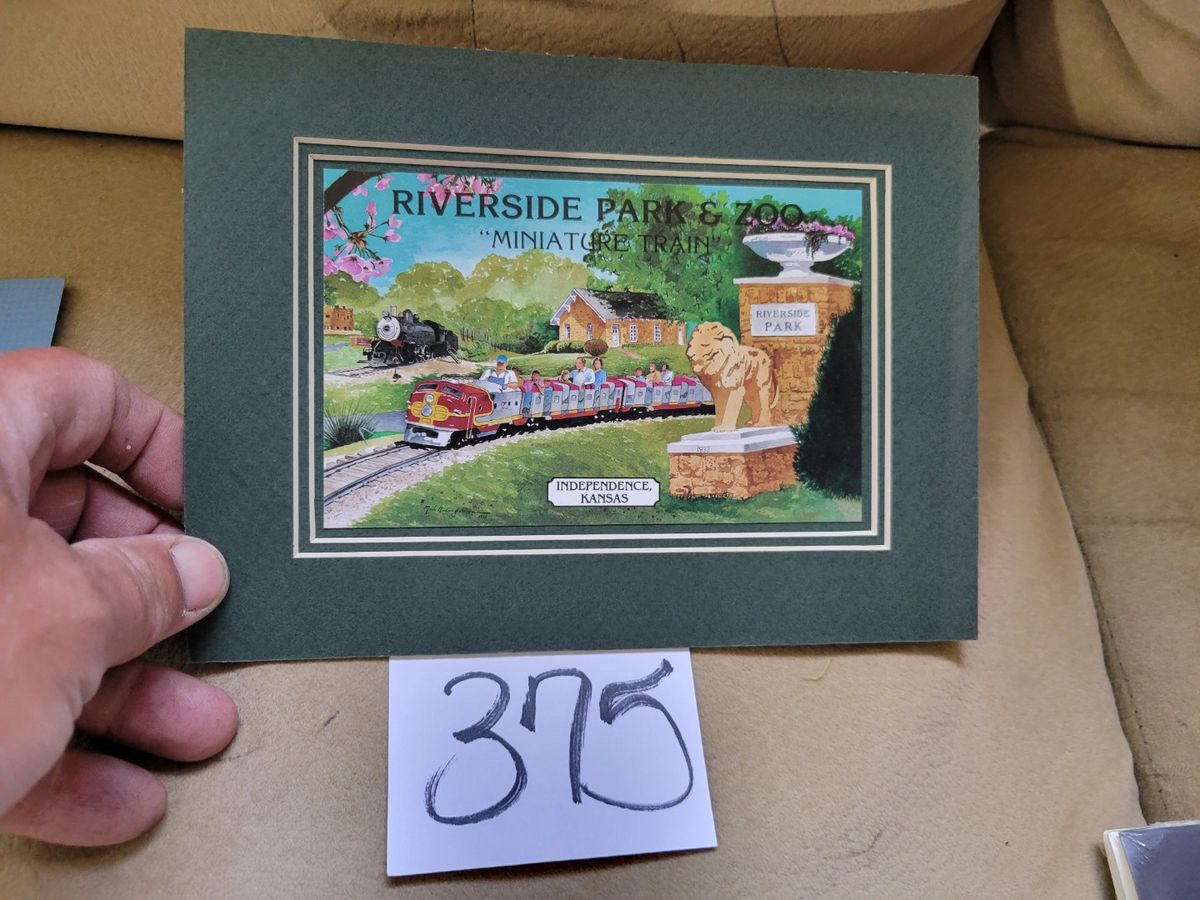 RIVERSIDE PARK & ZOO
"MINIATURE TRAIN"
RIVERSIDE
PARK
INDEPENDENCE,
KANSAS
375